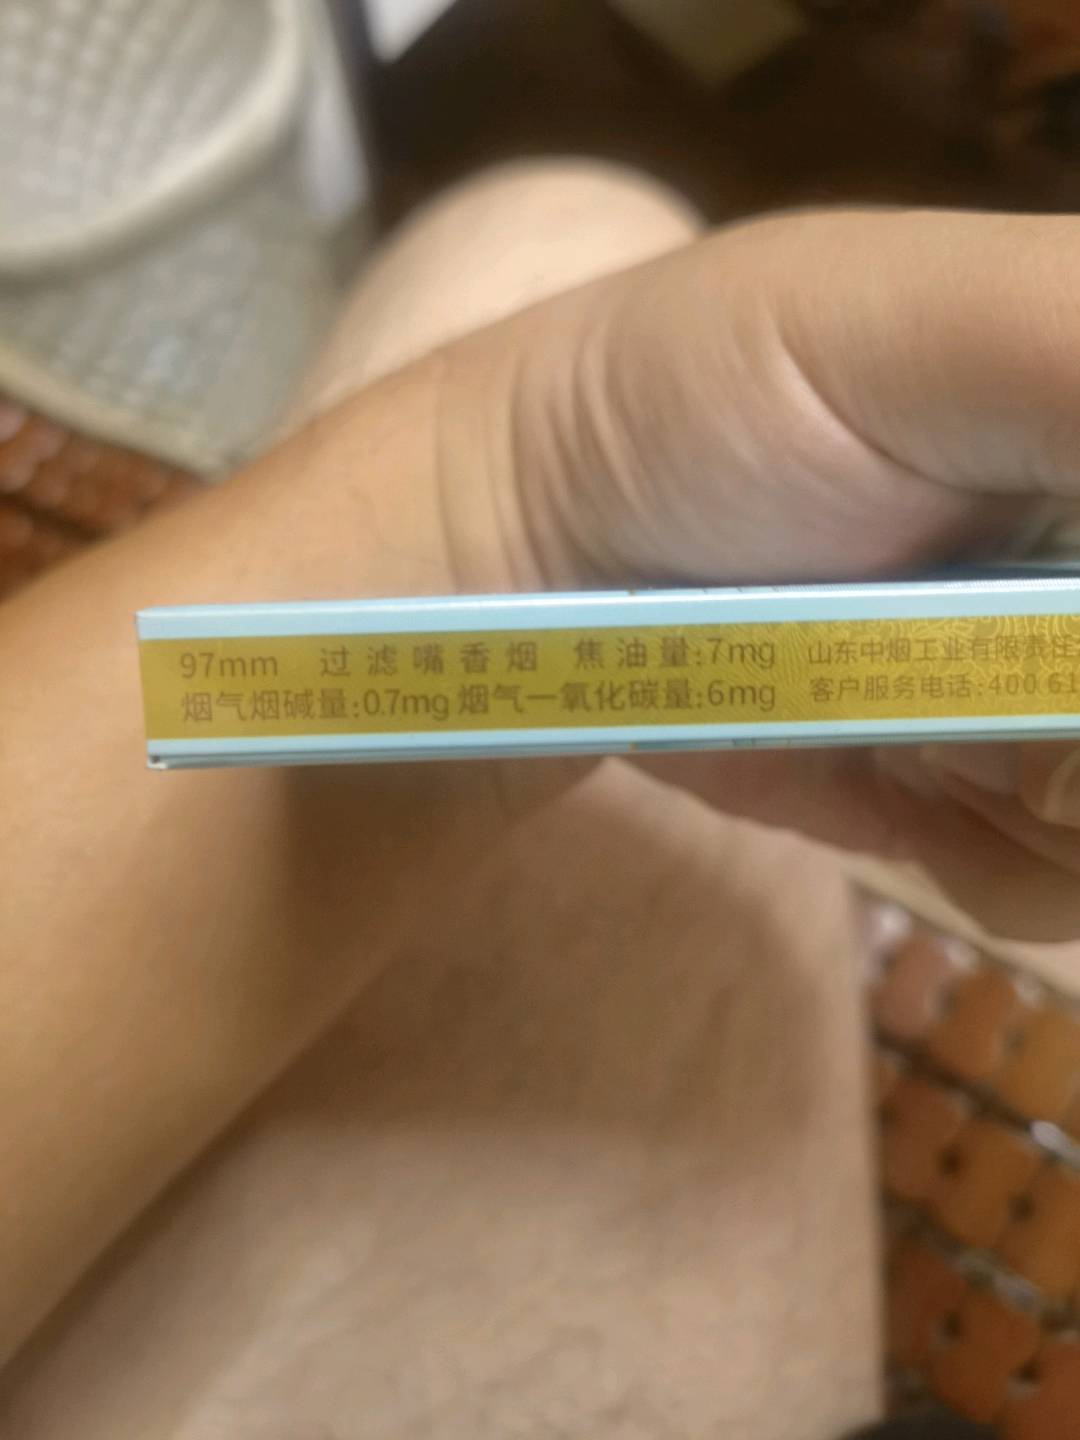 97mm 过滤嘴香烟 焦油量:7mg 山东中烟工业有限责任
烟气烟碱量:0.7mg 烟气一氧化碳量:6mg 客户服务电话:400 61